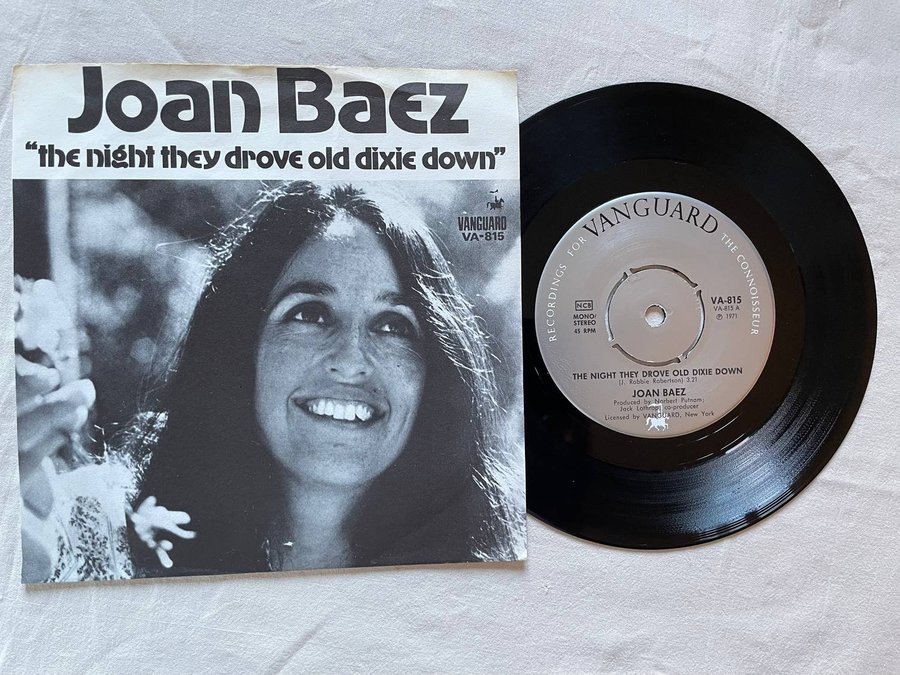 Joan Baez
"the night they drove old dixie down"
VANGUARD
VA-815
RECORDINGS FOR VANGUARD THE CONNOISSEUR
NCB
MONO/
STEREO
45 RPM
VA-815
VA-815 A
Ⓟ 1971
THE NIGHT THEY DROVE OLD DIXIE DOWN
(J. Robbie Robertson) 3.21
JOAN BAEZ
Produced by Norbert Putnam;
Jack Lothrop co-producer
Licensed by VANGUARD, New York